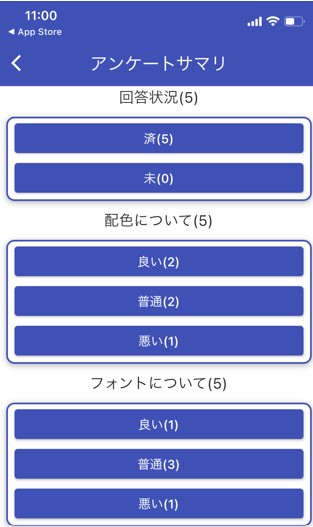 11:00
◀ App Store
アンケートサマリ
回答状況(5)
済(5)
未(0)
配色について(5)
良い(2)
普通(2)
悪い(1)
フォントについて(5)
良い(1)
普通(3)
悪い(1)